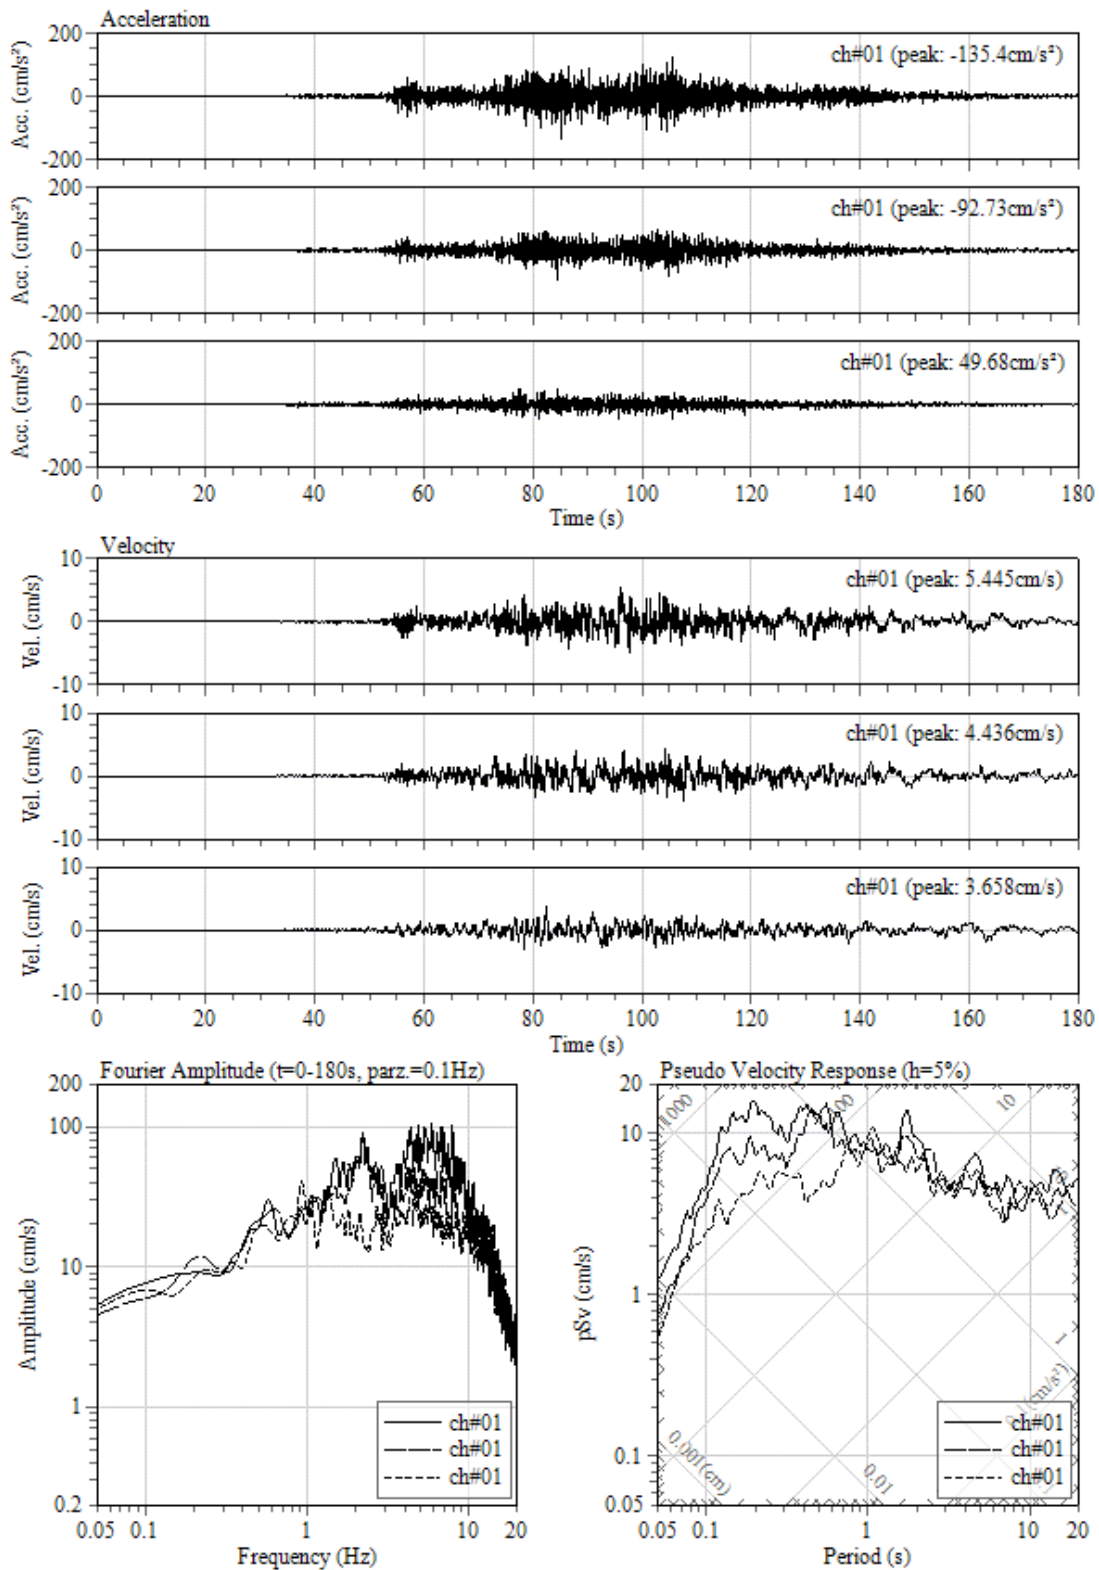 Acceleration
200
0
-200
Acc. (cm/s²)
ch#01 (peak: -135.4cm/s²)
200
0
-200
Acc. (cm/s²)
ch#01 (peak: -92.73cm/s²)
200
0
-200
Acc. (cm/s²)
ch#01 (peak: 49.68cm/s²)
0 20 40 60 80 100 120 140 160 180
Time (s)
Velocity
10
0
-10
Vel. (cm/s)
ch#01 (peak: 5.445cm/s)
10
0
-10
Vel. (cm/s)
ch#01 (peak: 4.436cm/s)
10
0
-10
Vel. (cm/s)
ch#01 (peak: 3.658cm/s)
0 20 40 60 80 100 120 140 160 180
Time (s)
Fourier Amplitude (t=0-180s, parz.=0.1Hz)
200
100
10
1
0.2
Amplitude (cm/s)
ch#01
ch#01
ch#01
0.05 0.1 1 10 20
Frequency (Hz)
Pseudo Velocity Response (h=5%)
20
10
1
0.1
0.05
pSv (cm/s)
1000
100
10
1
0.1(cm/s²)
0.001(cm)
0.01
ch#01
ch#01
ch#01
0.05 0.1 1 10 20
Period (s)